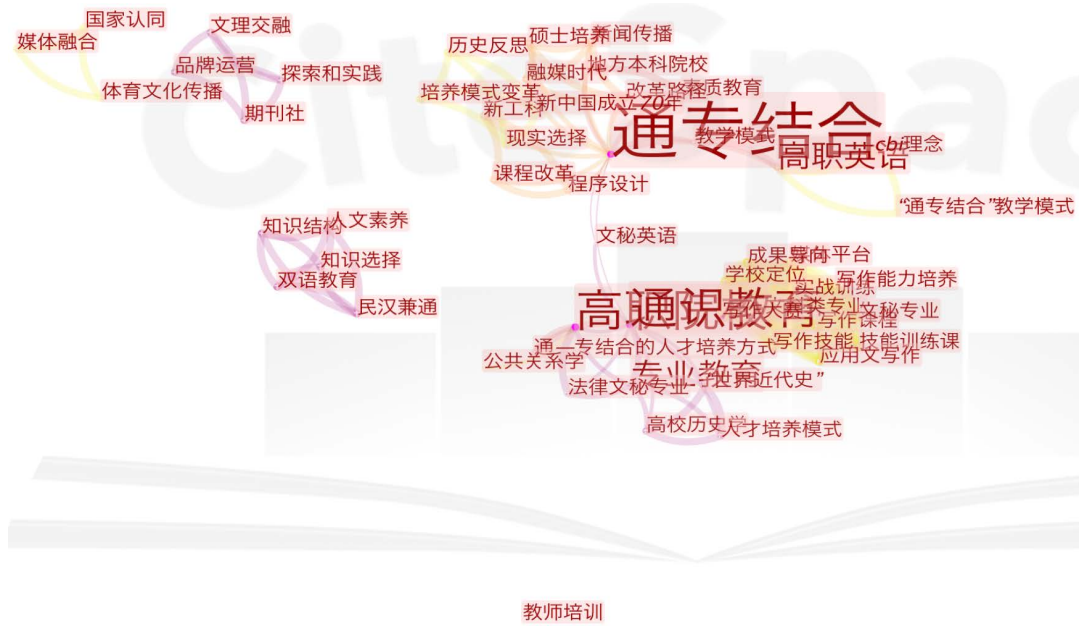 国家认同
媒体融合
文理交融
品牌运营
探索和实践
体育文化传播
期刊社
历史反思
硕士培养
新闻传播
融媒时代
地方本科院校
培养模式变革
改革路径
素质教育
新工科
新中国成立70年
通专结合
现实选择
教学模式
高职英语
cbi理念
课程改革
程序设计
“通专结合”教学模式
知识结构
人文素养
文秘英语
知识选择
双语教育
民汉兼通
成果导向
媒体平台
学校定位
写作能力培养
实战训练
通识教育
写作大赛
文秘专业
写作课程
通—专结合的人才培养方式
写作技能
技能训练课
公共关系学
专业教育
应用文写作
法律文秘专业
“世界近代史”
高校历史学
人才培养模式
教师培训
CiteSpac